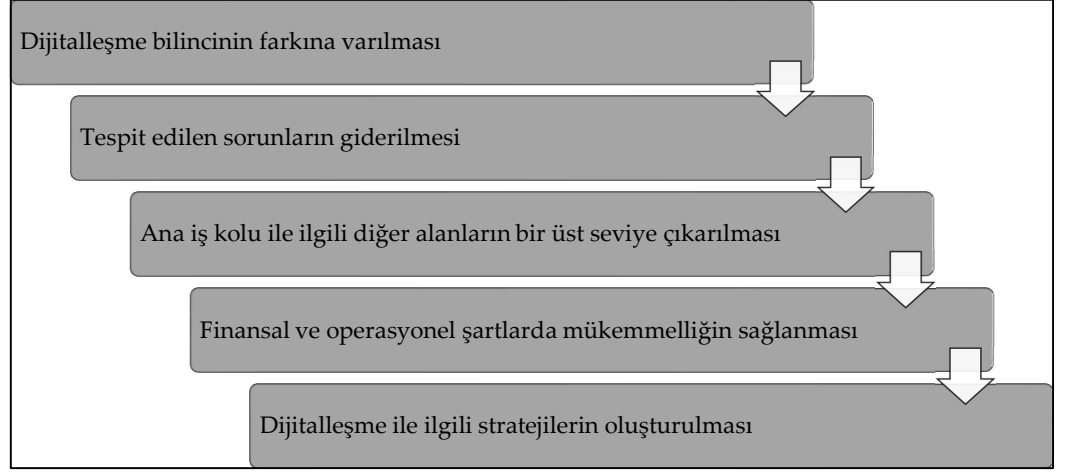 Dijitalleşme bilincinin farkına varılması
Tespit edilen sorunların giderilmesi
Ana iş kolu ile ilgili diğer alanların bir üst seviye çıkarılması
Finansal ve operasyonel şartlarda mükemmelliğin sağlanması
Dijitalleşme ile ilgili stratejilerin oluşturulması